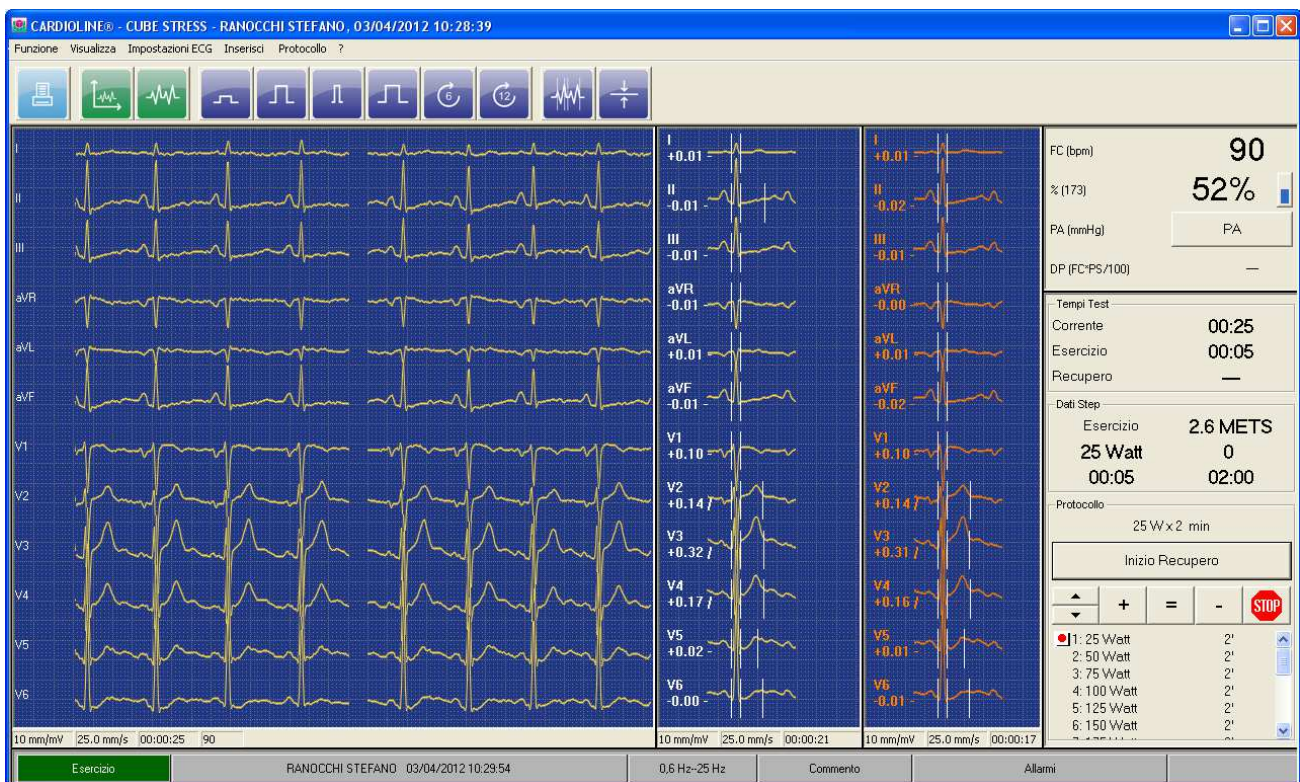 CARDIOLINE® - CUBE STRESS - RANOCCHI STEFANO, 03/04/2012 10:28:39
Funzione Visualizza Impostazioni ECG Inserisci Protocollo ?
6 12
I
II
III
aVR
aVL
aVF
V1
V2
V3
V4
V5
V6
10 mm/mV 25.0 mm/s 00:00:25 90
I
+0.01 -
II
-0.01 -
III
-0.01 -
aVR
-0.01 -
aVL
+0.01 -
aVF
-0.01 -
V1
+0.10 -
V2
+0.14 /
V3
+0.32 /
V4
+0.17 /
V5
+0.02 -
V6
-0.00 -
10 mm/mV 25.0 mm/s 00:00:21
I
+0.01 -
II
-0.02 -
III
-0.01 -
aVR
-0.00 -
aVL
+0.01 -
aVF
-0.02 -
V1
+0.10 -
V2
+0.14 /
V3
+0.31 /
V4
+0.16 /
V5
+0.01 -
V6
-0.01 -
10 mm/mV 25.0 mm/s 00:00:17
FC (bpm) 90
% (173) 52%
PA (mmHg) PA
DP (FC*PS/100) —
Tempi Test
Corrente 00:25
Esercizio 00:05
Recupero —
Dati Step
Esercizio 2.6 METS
25 Watt 0
00:05 02:00
Protocollo
25 W x 2 min
Inizio Recupero
+ = - STOP
1: 25 Watt 2'
2: 50 Watt 2'
3: 75 Watt 2'
4: 100 Watt 2'
5: 125 Watt 2'
6: 150 Watt 2'
Esercizio RANOCCHI STEFANO 03/04/2012 10:29:54 0,6 Hz--25 Hz Commento Allarmi